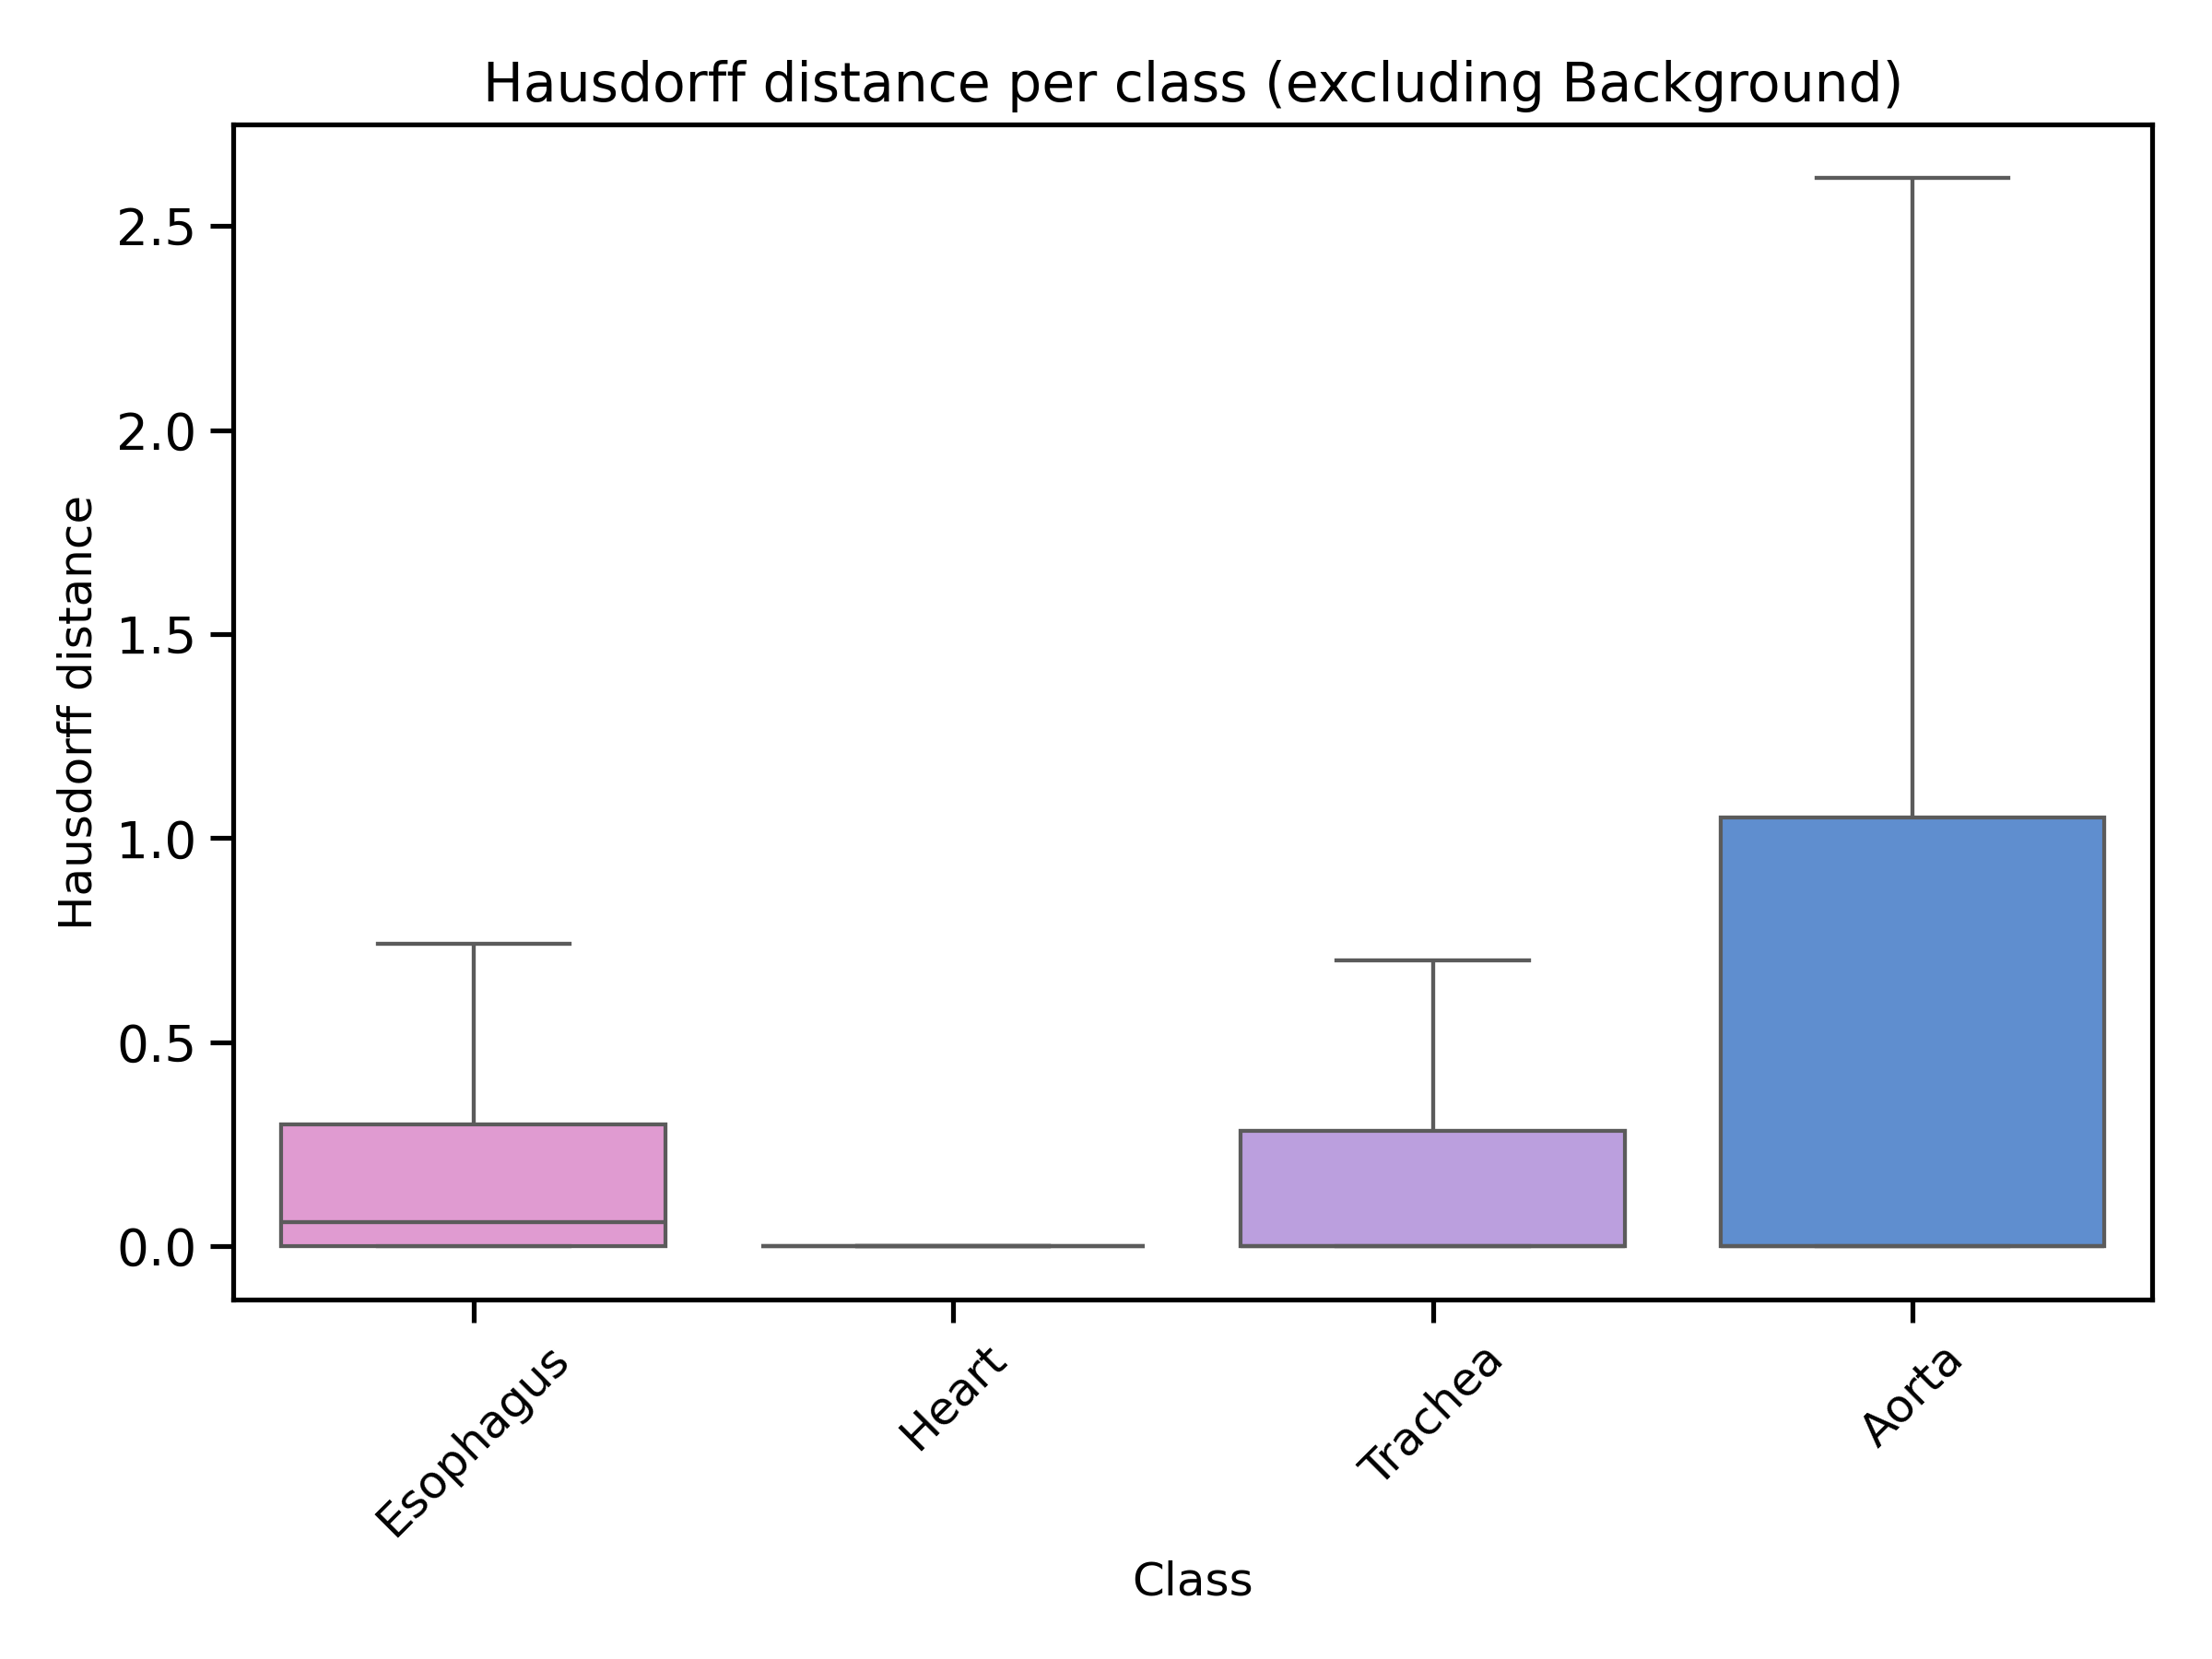 Hausdorff distance per class (excluding Background)
Hausdorff distance
2.5
2.0
1.5
1.0
0.5
0.0
Esophagus
Heart
Trachea
Aorta
Class